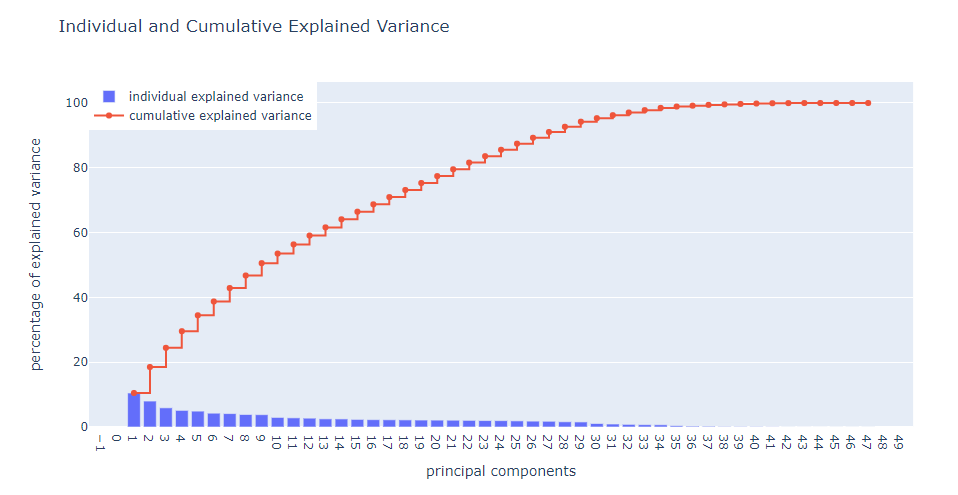 Individual and Cumulative Explained Variance
individual explained variance
cumulative explained variance
percentage of explained variance
100
80
60
40
20
0
−1 0 1 2 3 4 5 6 7 8 9 10 11 12 13 14 15 16 17 18 19 20 21 22 23 24 25 26 27 28 29 30 31 32 33 34 35 36 37 38 39 40 41 42 43 44 45 46 47 48 49
principal components